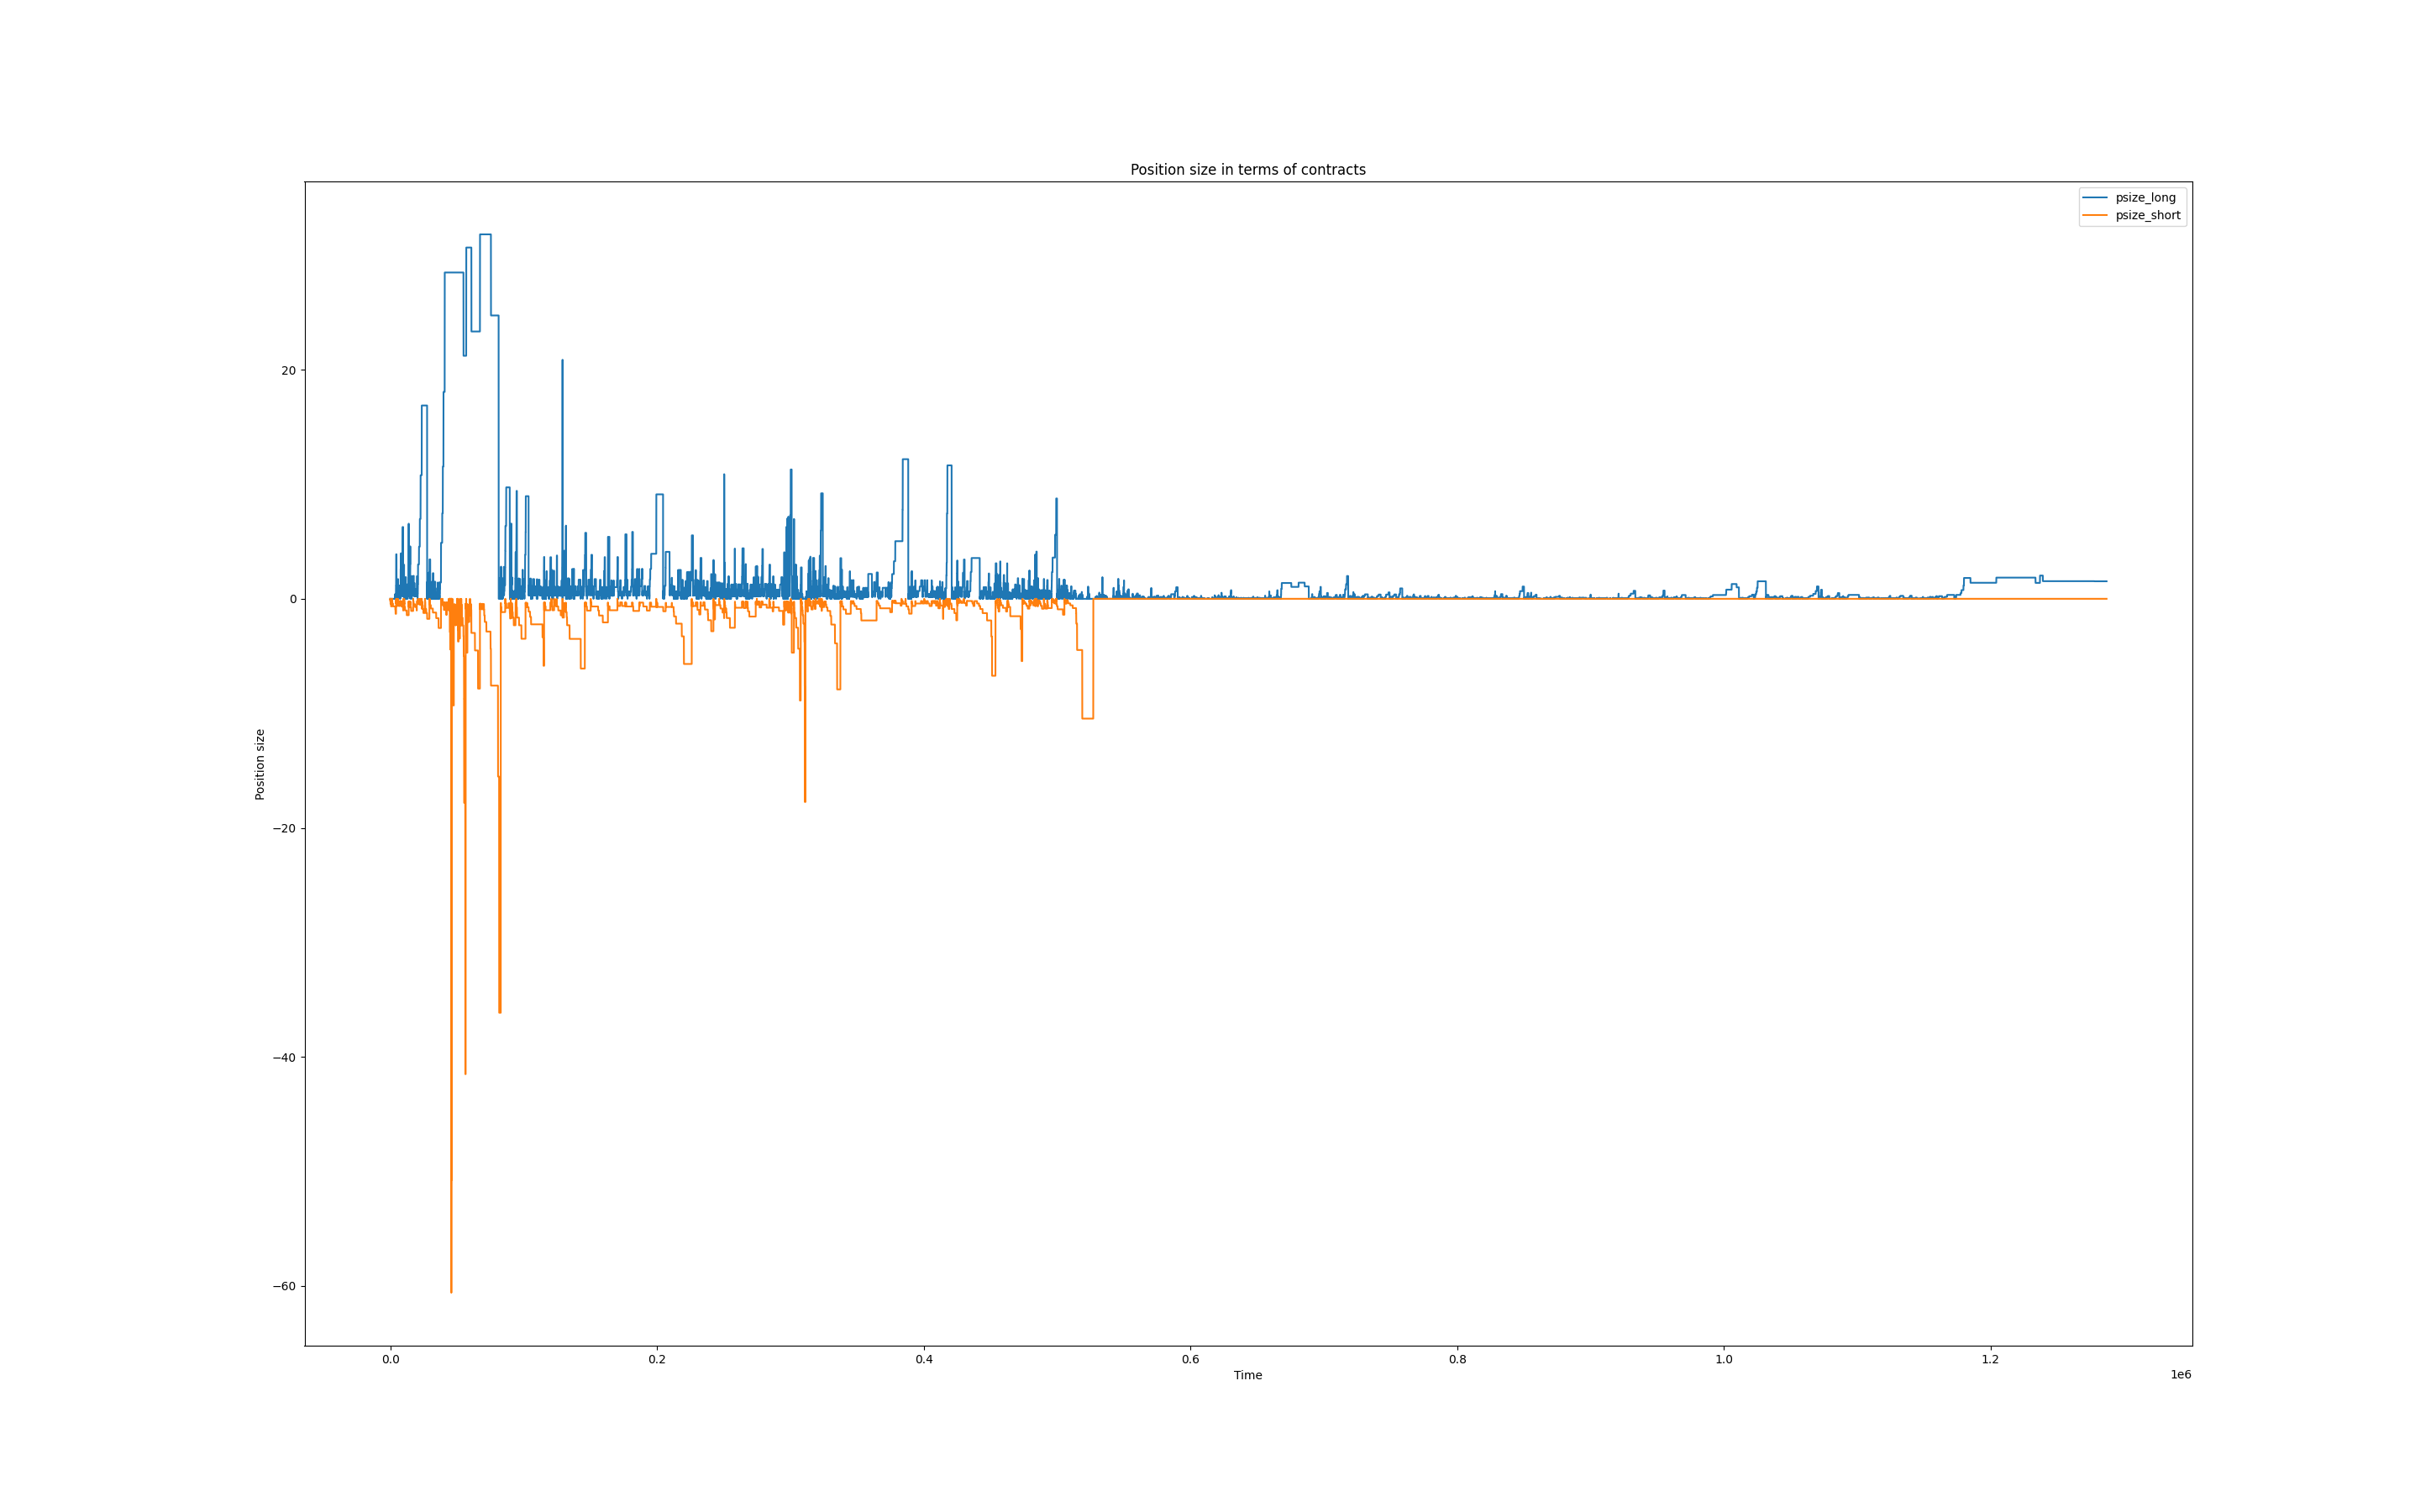 Position size in terms of contracts
psize_long
psize_short
20
0
−20
−40
−60
Position size
0.0 0.2 0.4 0.6 0.8 1.0 1.2
1e6
Time